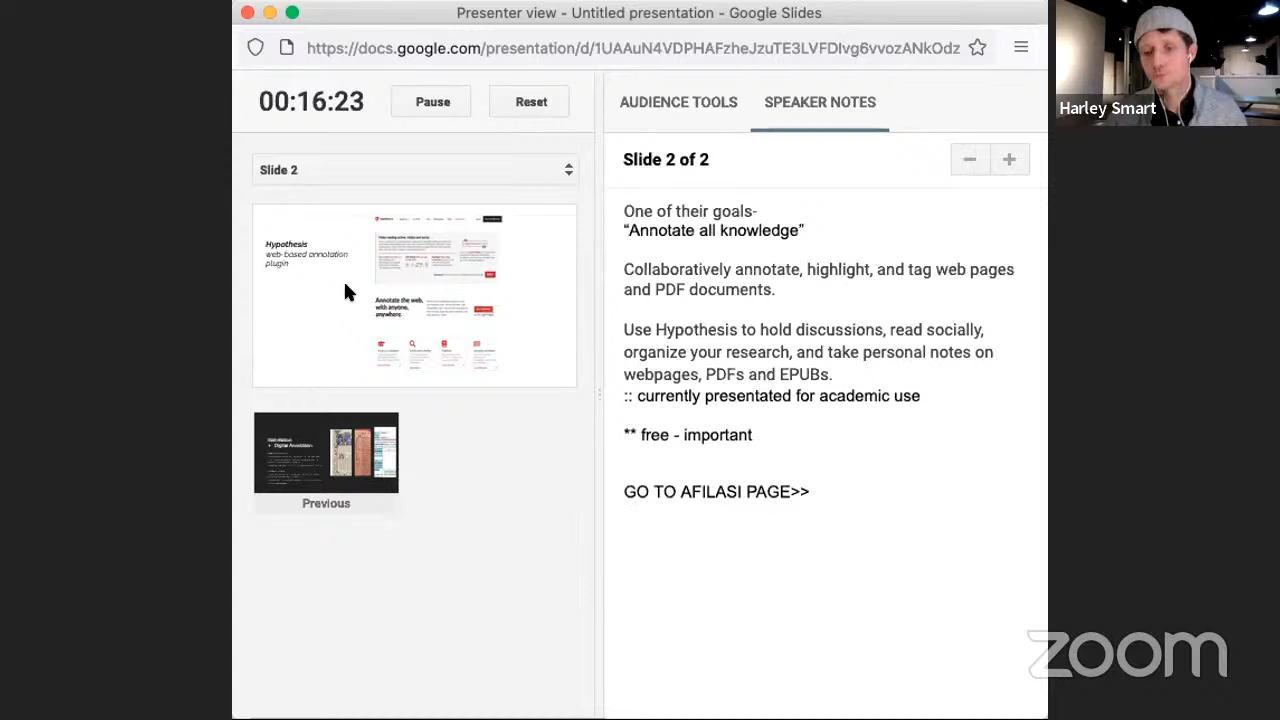 Presenter view - Untitled presentation - Google Slides
https://docs.google.com/presentation/d/1UAAuN4VDPHAFzheJzuTE3LVFDIvg6vvozANkOdz
Harley Smart
00:16:23
Pause
Reset
AUDIENCE TOOLS
SPEAKER NOTES
Slide 2
Slide 2 of 2
Hypothesis
web-based annotation
plugin
Annotate the web,
with anyone,
anywhere.
Digital Annotation
Previous
One of their goals-
“Annotate all knowledge”
Collaboratively annotate, highlight, and tag web pages
and PDF documents.
Use Hypothesis to hold discussions, read socially,
organize your research, and take personal notes on
webpages, PDFs and EPUBs.
:: currently presentated for academic use
** free - important
GO TO AFILASI PAGE>>
zoom